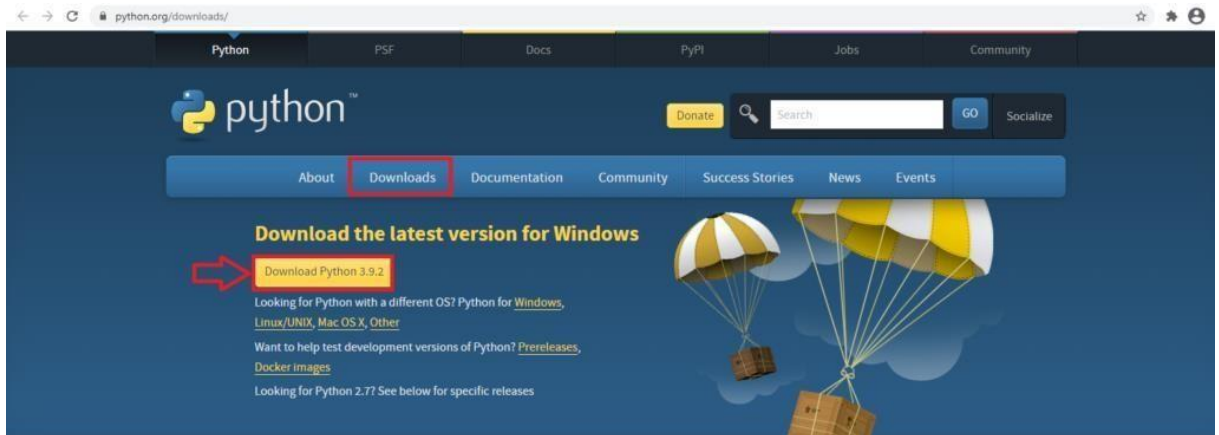 python.org/downloads/
Python PSF Docs PyPI Jobs Community
python™
Donate Search GO Socialize
About Downloads Documentation Community Success Stories News Events
Download the latest version for Windows
Download Python 3.9.2
Looking for Python with a different OS? Python for Windows,
Linux/UNIX, Mac OS X, Other
Want to help test development versions of Python? Prereleases,
Docker images
Looking for Python 2.7? See below for specific releases